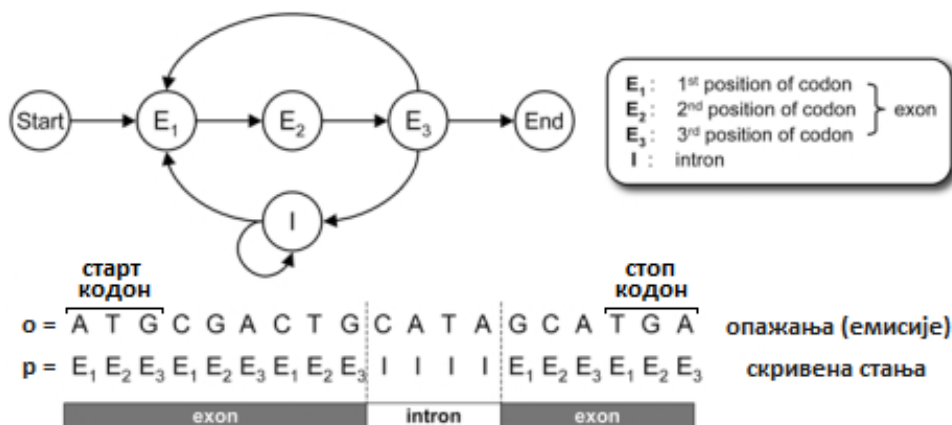 Start E₁ E₂ E₃ End
I
E₁ : 1st position of codon
E₂ : 2nd position of codon
E₃ : 3rd position of codon
exon
I : intron
старт кодон
стоп кодон
о = A T G C G A C T G C A T A G C A T G A опажања (емисије)
р = E₁ E₂ E₃ E₁ E₂ E₃ E₁ E₂ E₃ I I I I E₁ E₂ E₃ E₁ E₂ E₃ скривена стања
exon intron exon